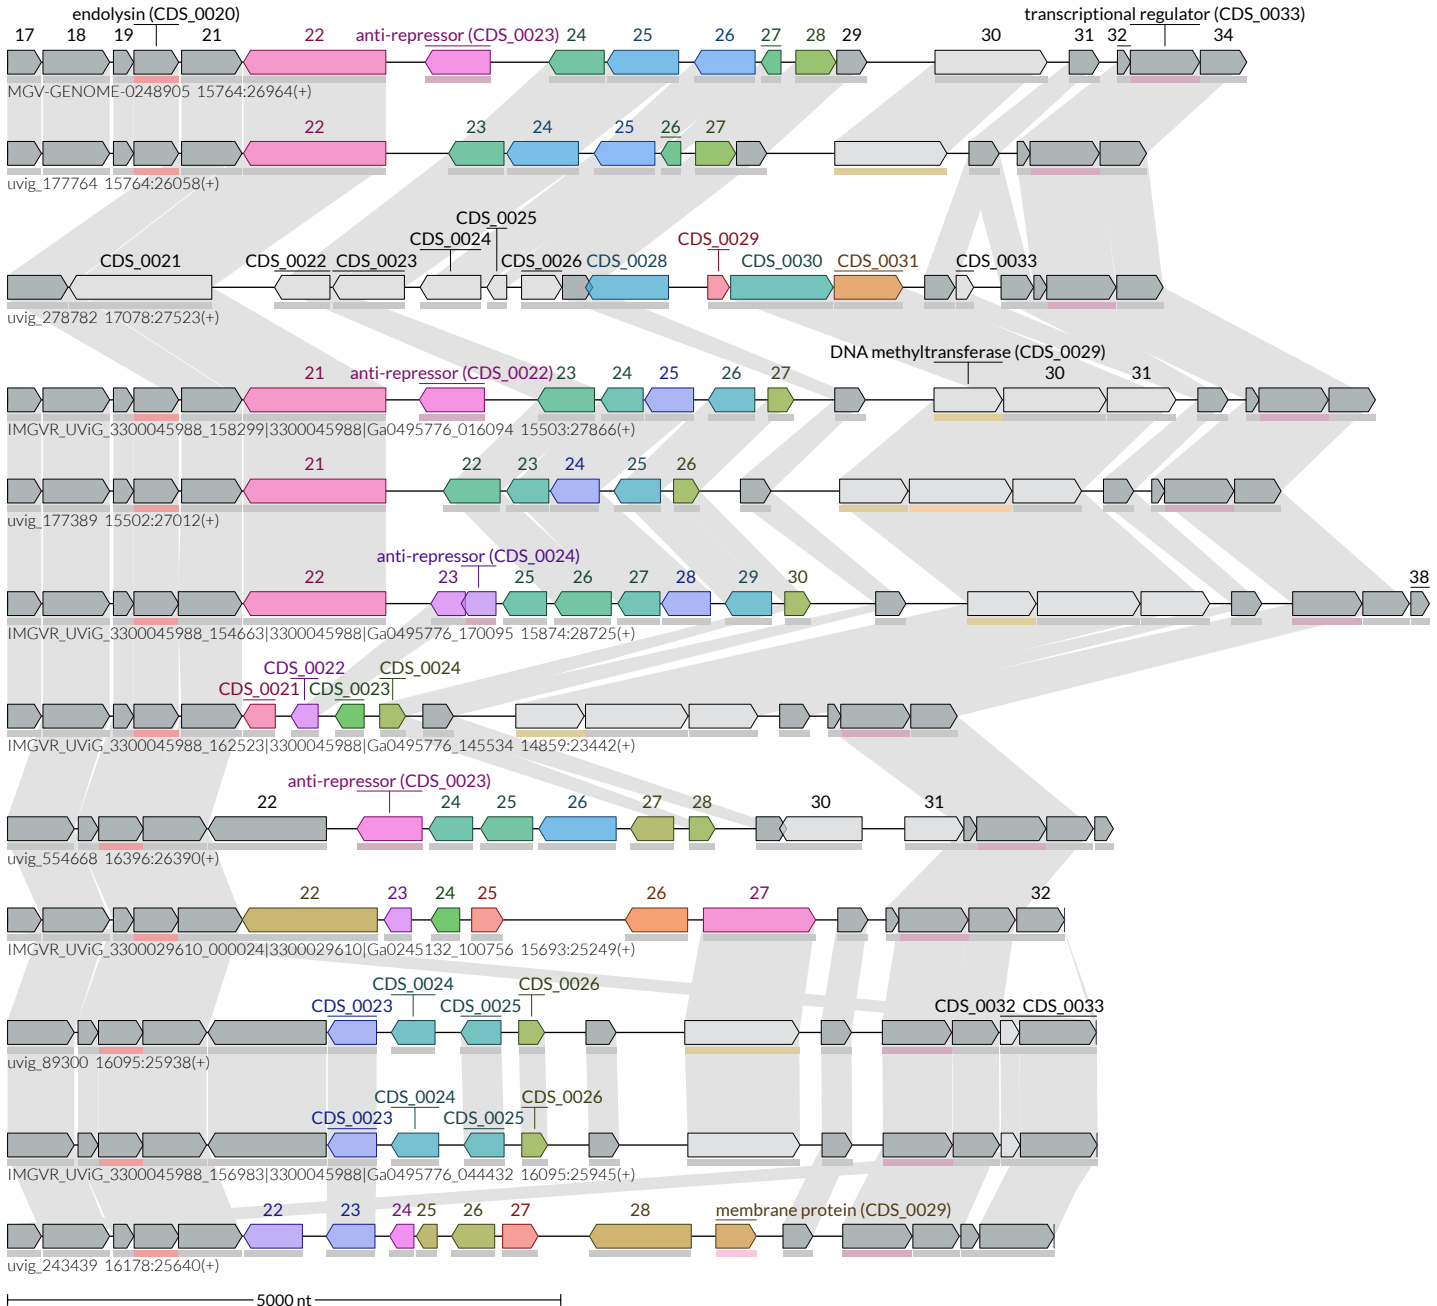 endolysin (CDS_0020) transcriptional regulator (CDS_0033)
17 18 19 21 22 anti-repressor (CDS_0023) 24 25 26 27 28 29 30 31 32 34
MGV-GENOME-0248905 15764:26964(+)
22 23 24 25 26 27
uvig_177764 15764:26058(+)
CDS_0025
CDS_0024 CDS_0029
CDS_0021 CDS_0022 CDS_0023 CDS_0026 CDS_0028 CDS_0030 CDS_0031 CDS_0033
uvig_278782 17078:27523(+)
DNA methyltransferase (CDS_0029)
21 anti-repressor (CDS_0022) 23 24 25 26 27 30 31
IMGVR_UViG_3300045988_158299|3300045988|Ga0495776_016094 15503:27866(+)
21 22 23 24 25 26
uvig_177389 15502:27012(+)
anti-repressor (CDS_0024)
22 23 25 26 27 28 29 30 38
IMGVR_UViG_3300045988_154663|3300045988|Ga0495776_170095 15874:28725(+)
CDS_0022 CDS_0024
CDS_0021 CDS_0023
IMGVR_UViG_3300045988_162523|3300045988|Ga0495776_145534 14859:23442(+)
anti-repressor (CDS_0023)
22 24 25 26 27 28 30 31
uvig_554668 16396:26390(+)
22 23 24 25 26 27 32
IMGVR_UViG_3300029610_000024|3300029610|Ga0245132_100756 15693:25249(+)
CDS_0024 CDS_0026
CDS_0023 CDS_0025 CDS_0032 CDS_0033
uvig_89300 16095:25938(+)
CDS_0024 CDS_0026
CDS_0023 CDS_0025
IMGVR_UViG_3300045988_156983|3300045988|Ga0495776_044432 16095:25945(+)
22 23 24 25 26 27 28 membrane protein (CDS_0029)
uvig_243439 16178:25640(+)
5000 nt